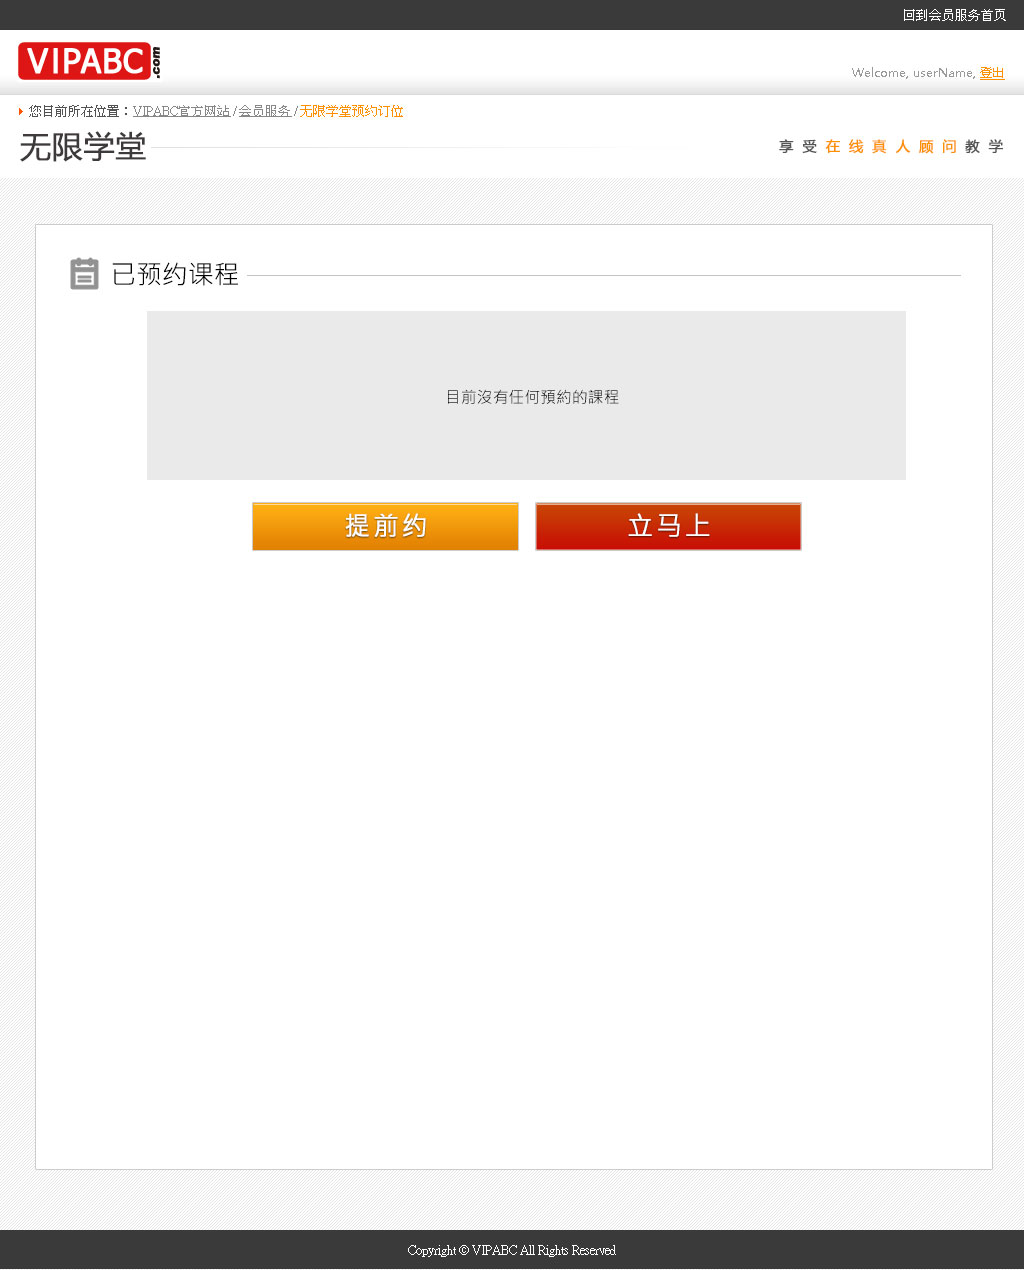 回到会员服务首页
VIPABC.com
Welcome, userName, 登出
您目前所在位置：VIPABC官方网站 / 会员服务 / 无限学堂预约订位
无限学堂
享受在线真人顾问教学
已预约课程
目前沒有任何預約的課程
提前约
立马上
Copyright © VIPABC All Rights Reserved